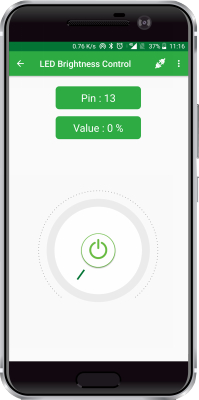 0.76 K/s 37% 11:16
LED Brightness Control
Pin : 13
Value : 0 %